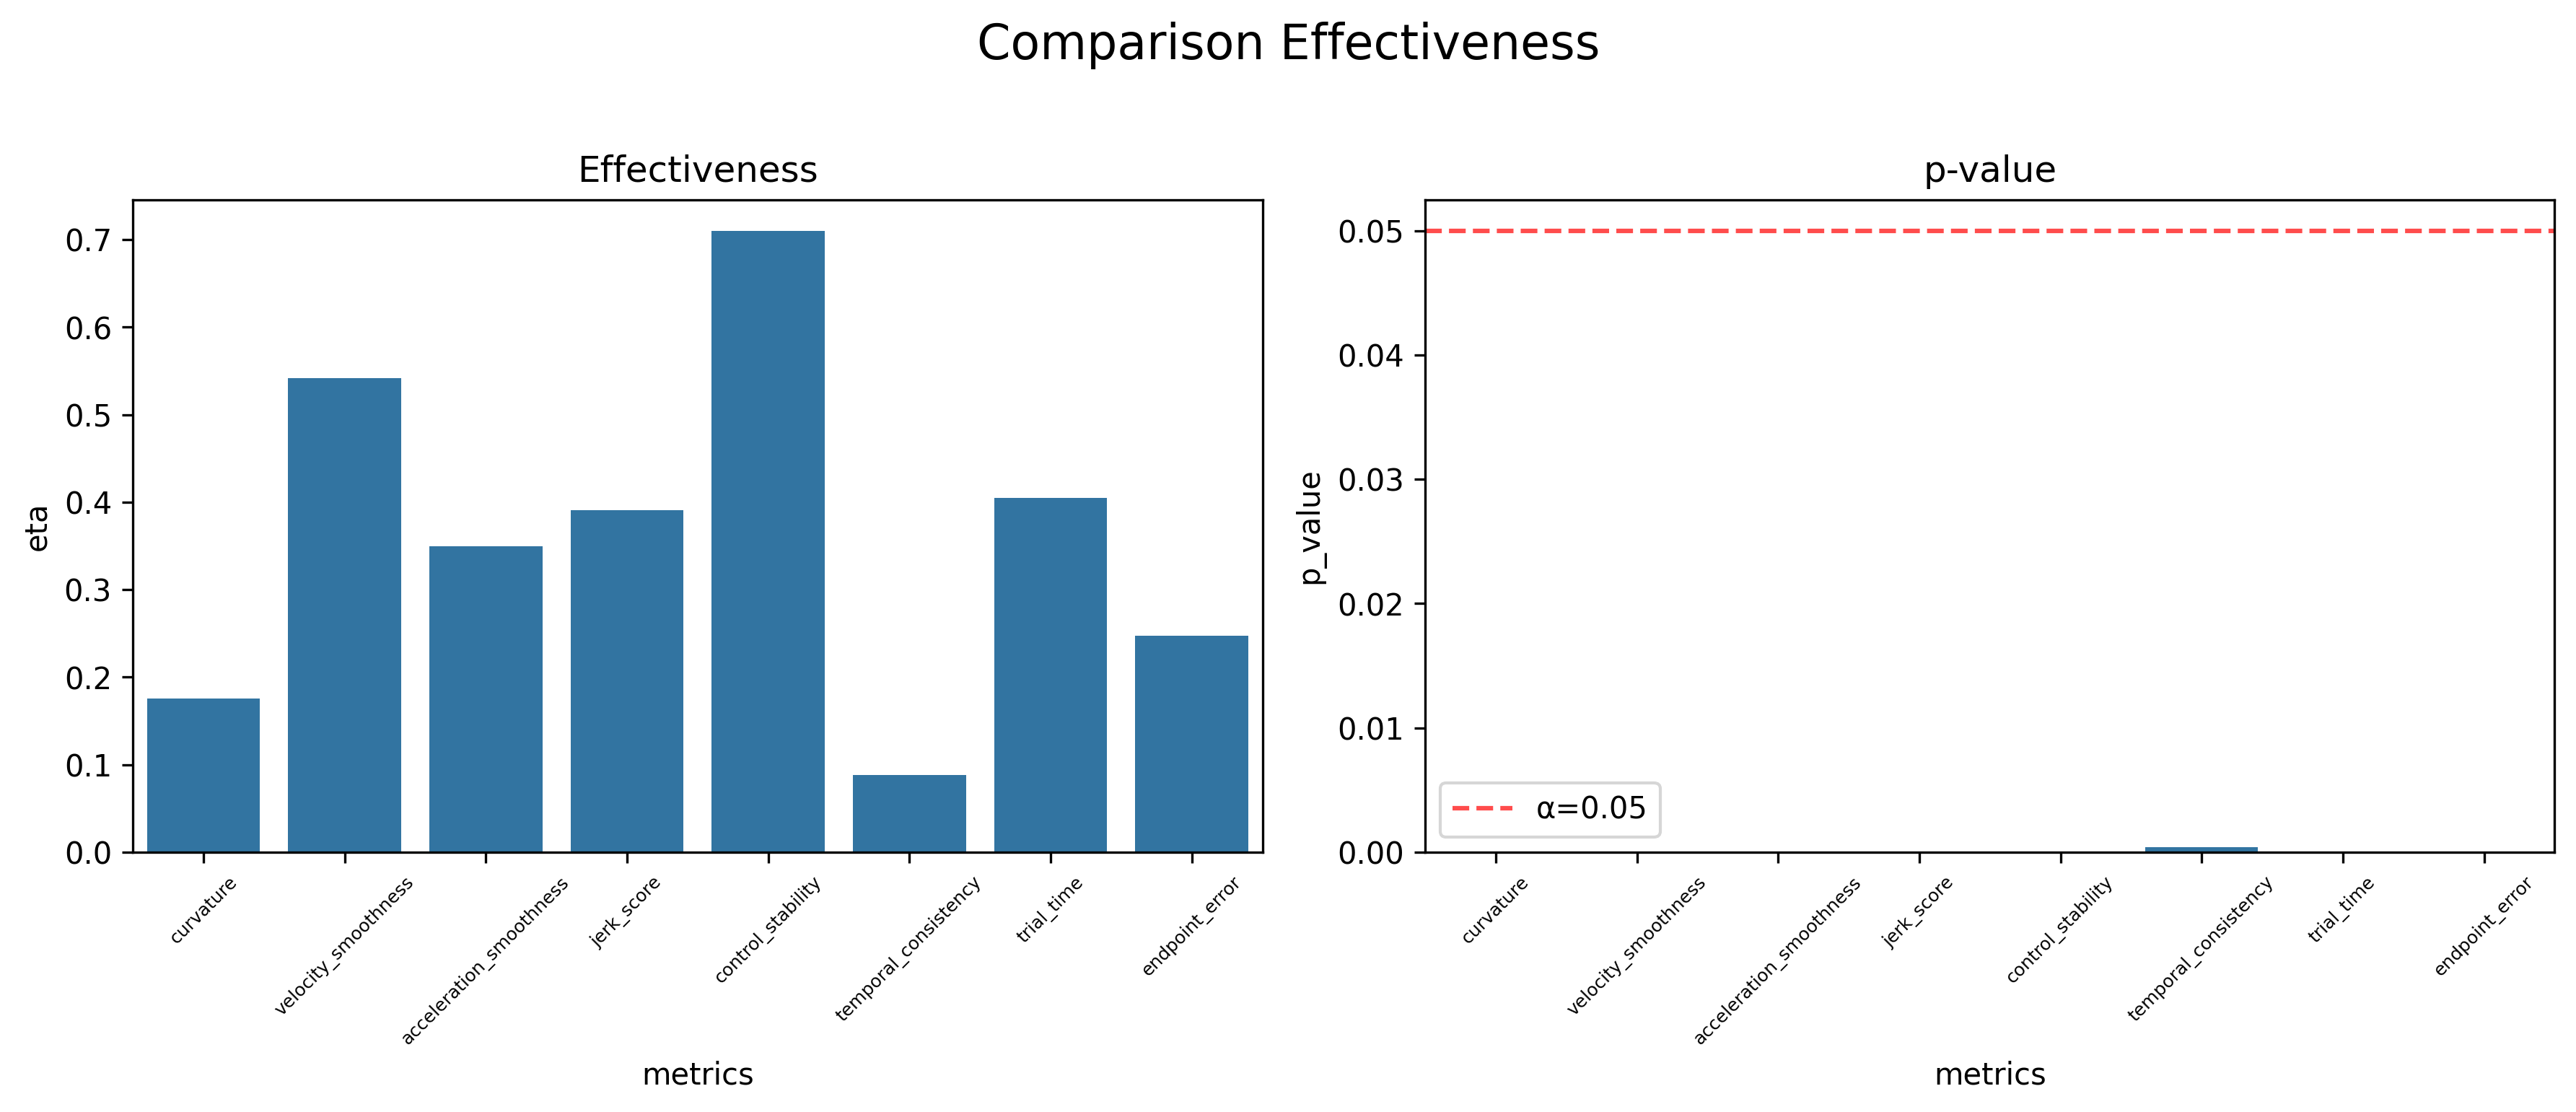 Comparison Effectiveness
Effectiveness
eta
0.7
0.6
0.5
0.4
0.3
0.2
0.1
0.0
curvature
velocity_smoothness
acceleration_smoothness
jerk_score
control_stability
temporal_consistency
trial_time
endpoint_error
metrics
p-value
p_value
0.05
0.04
0.03
0.02
0.01
0.00
α=0.05
curvature
velocity_smoothness
acceleration_smoothness
jerk_score
control_stability
temporal_consistency
trial_time
endpoint_error
metrics